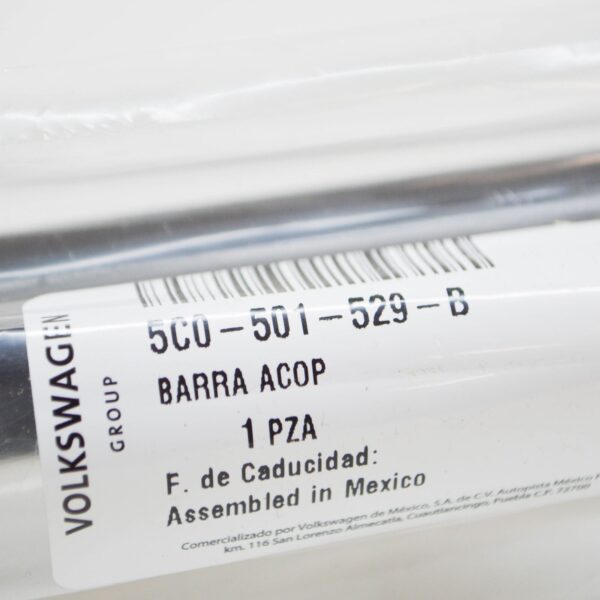 VOLKSWAGEN
GROUP
5C0-501-529-B
BARRA ACOP
1 PZA
F. de Caducidad:
Assembled in Mexico
Comercializado por Volkswagen de México, S.A. de C.V. Autopista México
km. 116 San Lorenzo Almecatla, Cuautlancingo, Puebla C.P. 72700